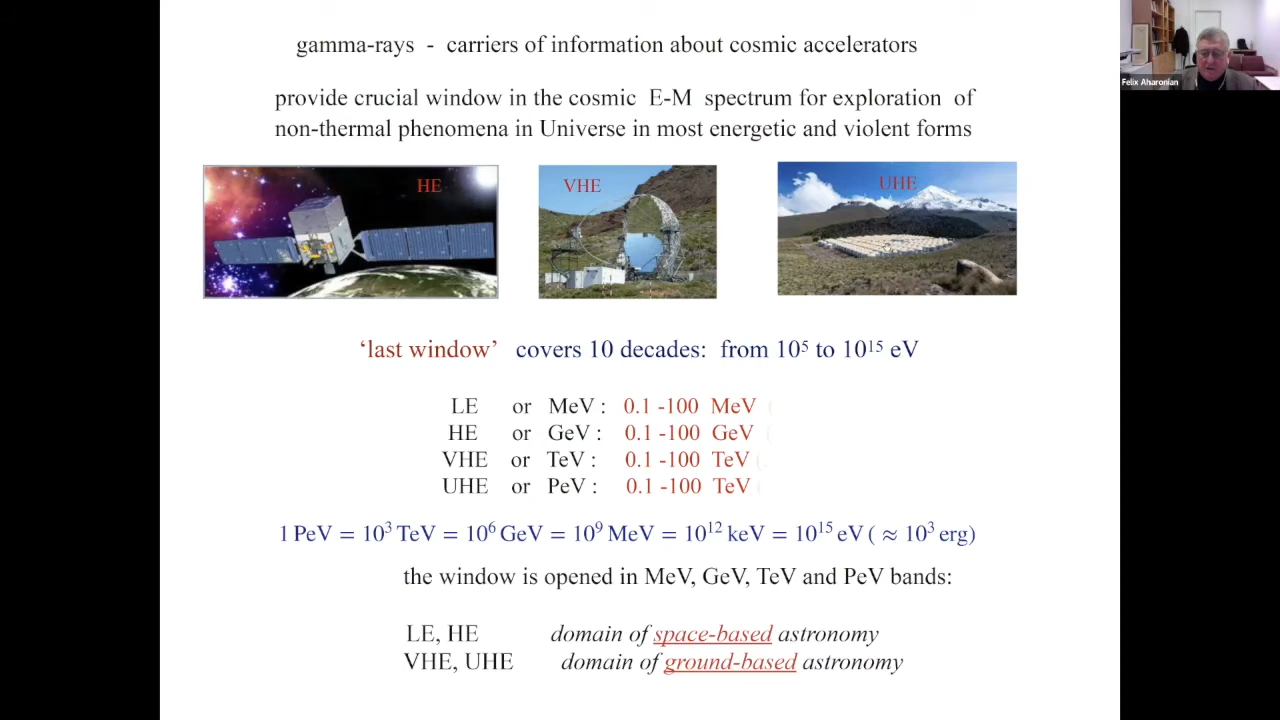 gamma-rays - carriers of information about cosmic accelerators
Felix Aharonian
provide crucial window in the cosmic E-M spectrum for exploration of
non-thermal phenomena in Universe in most energetic and violent forms
HE
VHE
UHE
‘last window’ covers 10 decades: from 10⁵ to 10¹⁵ eV
LE or MeV : 0.1 -100 MeV (
HE or GeV : 0.1 -100 GeV (
VHE or TeV : 0.1 -100 TeV (
UHE or PeV : 0.1 -100 TeV (
1 PeV = 10³ TeV = 10⁶ GeV = 10⁹ MeV = 10¹² keV = 10¹⁵ eV ( ≈ 10³ erg)
the window is opened in MeV, GeV, TeV and PeV bands:
LE, HE domain of space-based astronomy
VHE, UHE domain of ground-based astronomy